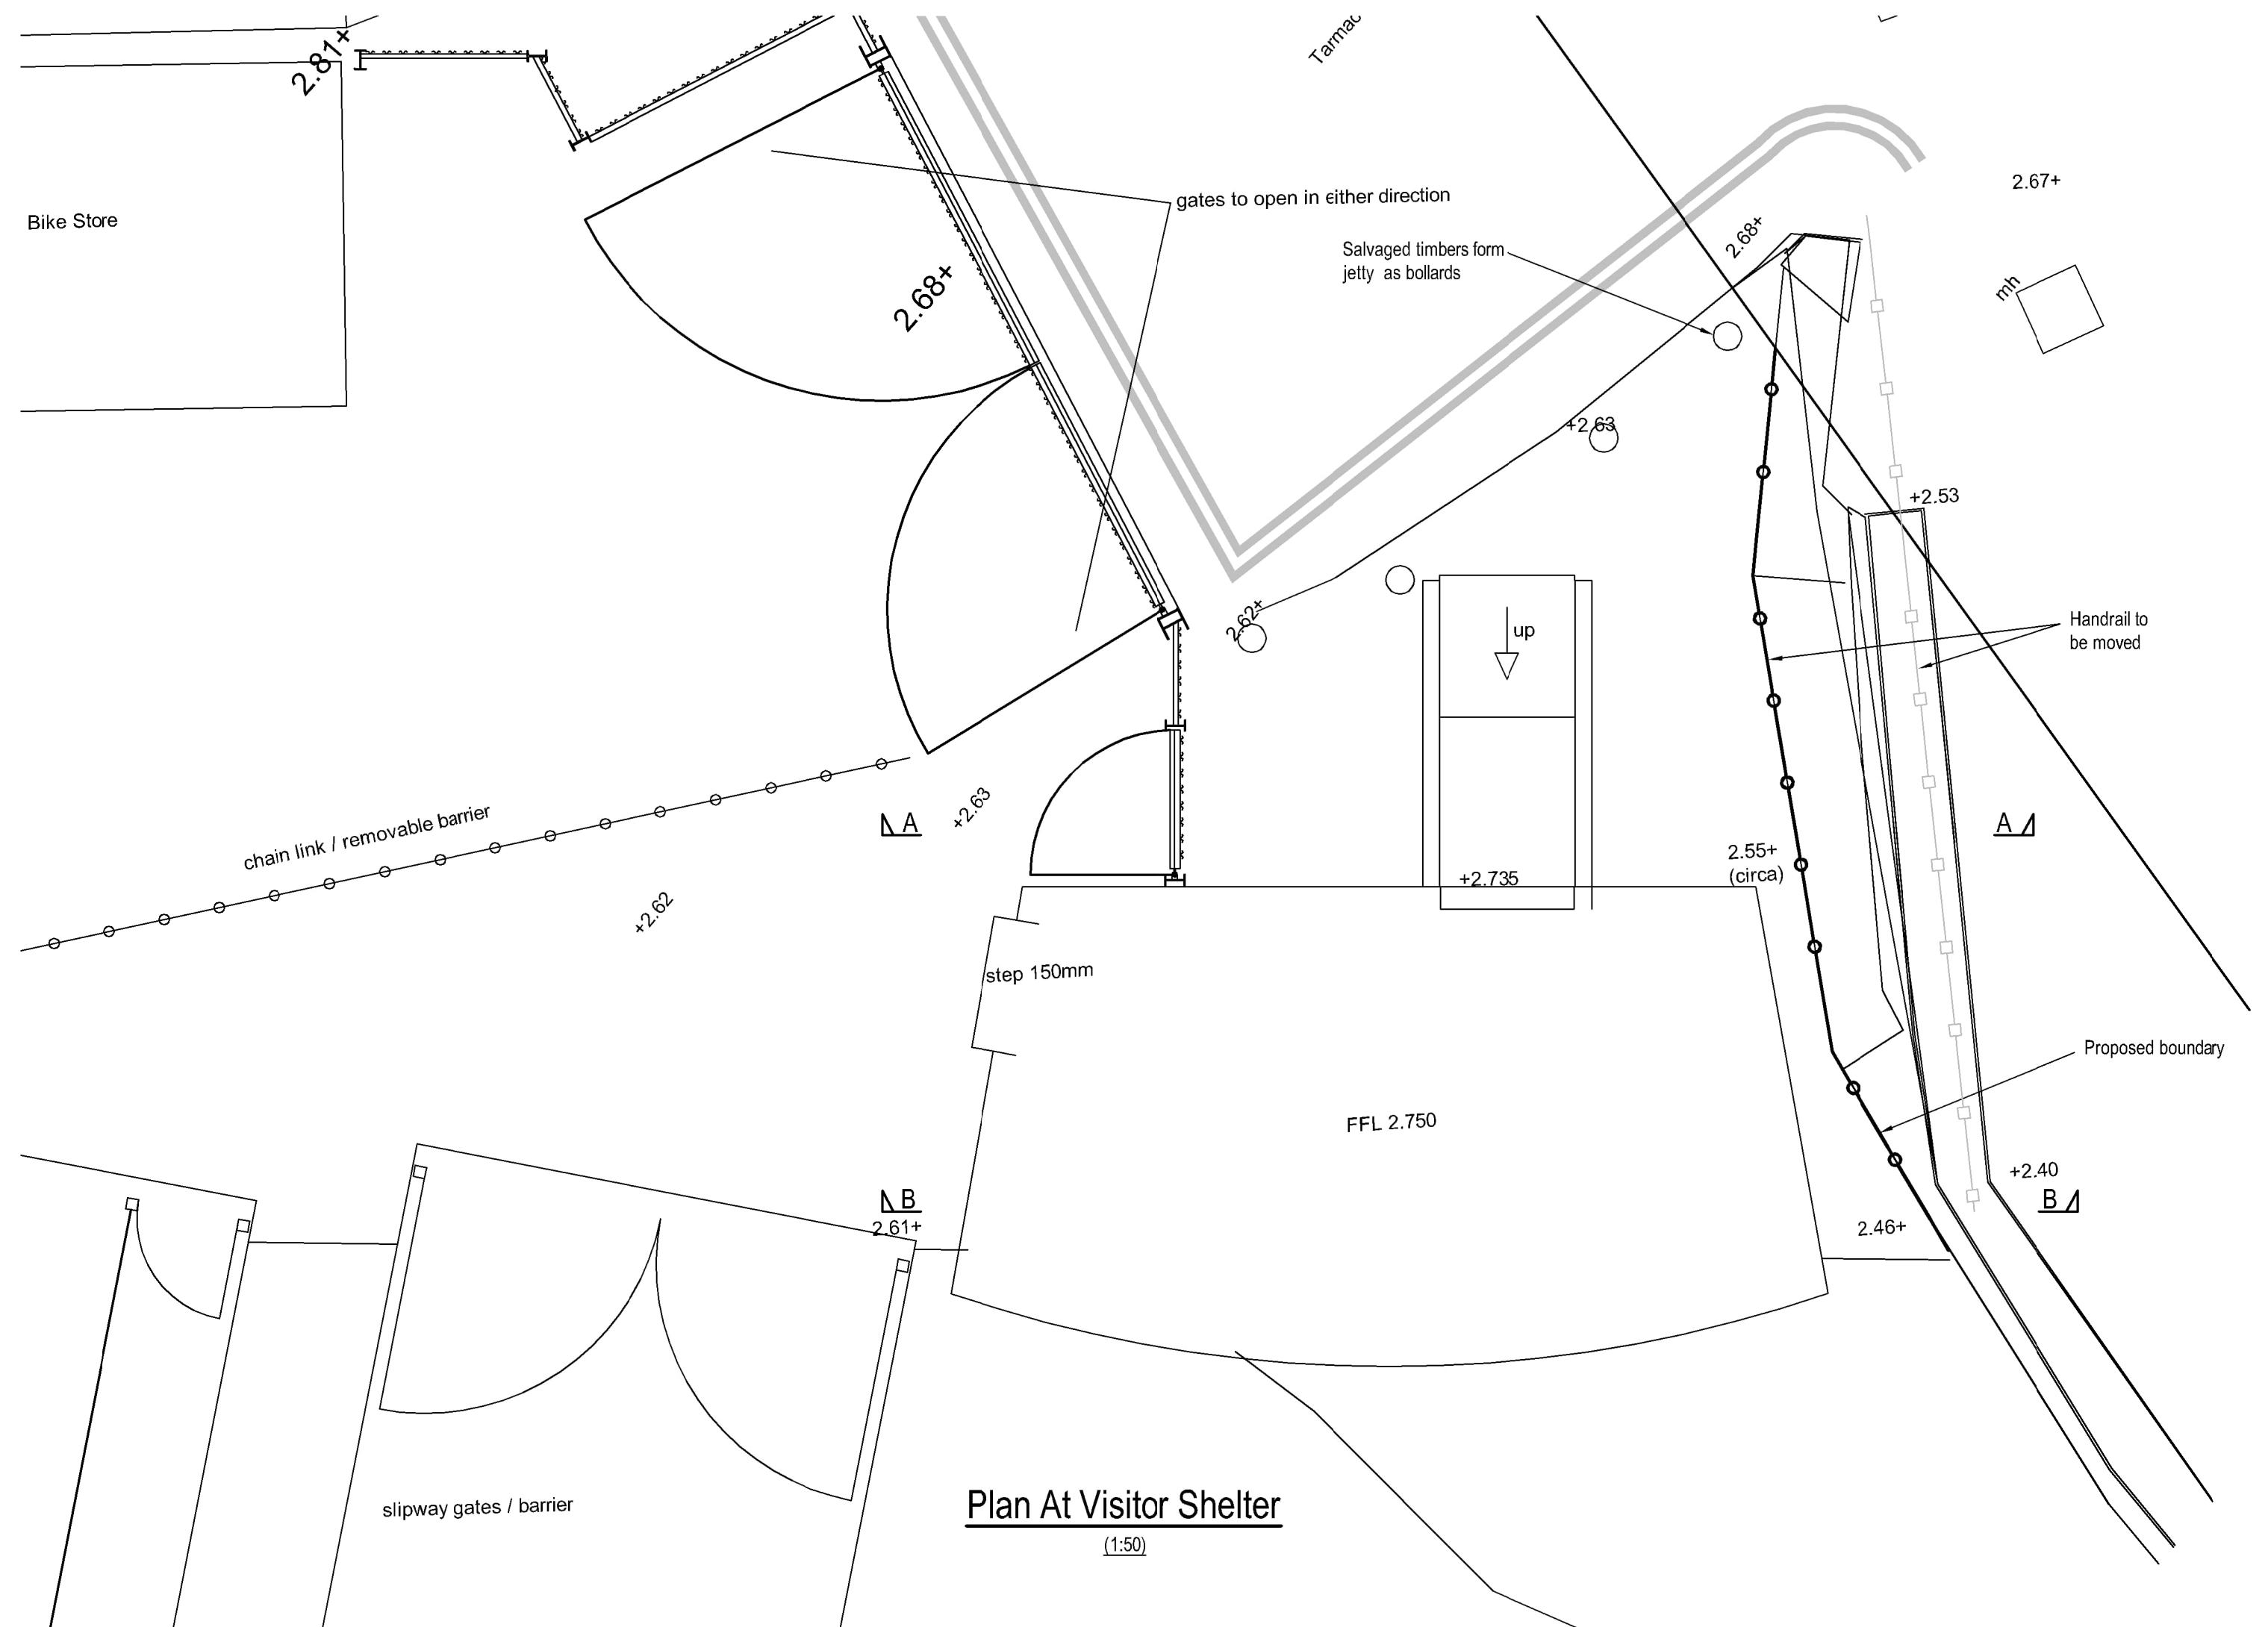 2.81+
Tarmac
2.67+
Bike Store
gates to open in either direction
Salvaged timbers form
jetty as bollards
2.68+
2.68+
mh
+2.63
+2.53
2.62+
up
Handrail to
be moved
chain link / removable barrier
A
+2.63
A
2.55+
(circa)
+2.735
+2.62
step 150mm
Proposed boundary
FFL 2.750
+2.40
B
B
2.61+
2.46+
slipway gates / barrier
Plan At Visitor Shelter
(1:50)